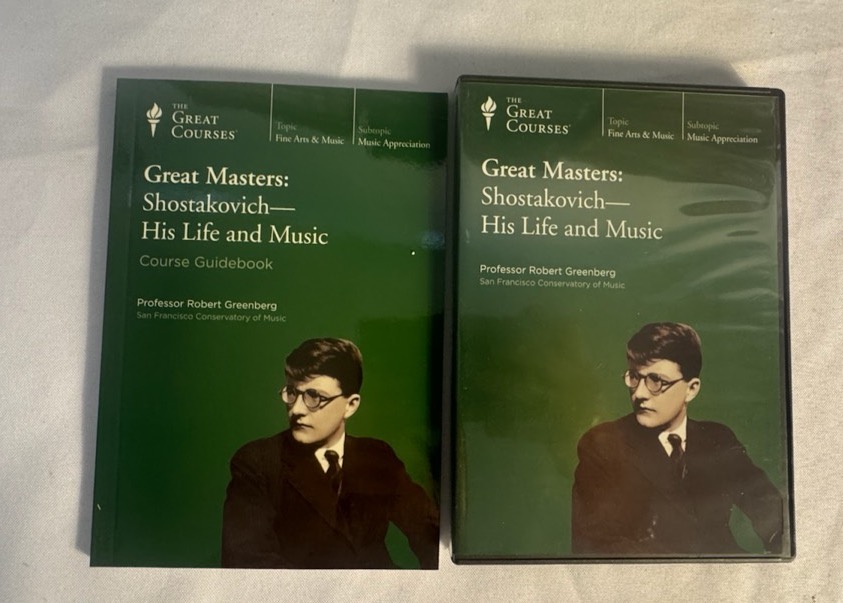 THE
GREAT
COURSES
Topic
Fine Arts & Music
Subtopic
Music Appreciation
Great Masters:
Shostakovich—
His Life and Music
Course Guidebook
Professor Robert Greenberg
San Francisco Conservatory of Music
THE
GREAT
COURSES
Topic
Fine Arts & Music
Subtopic
Music Appreciation
Great Masters:
Shostakovich—
His Life and Music
Professor Robert Greenberg
San Francisco Conservatory of Music